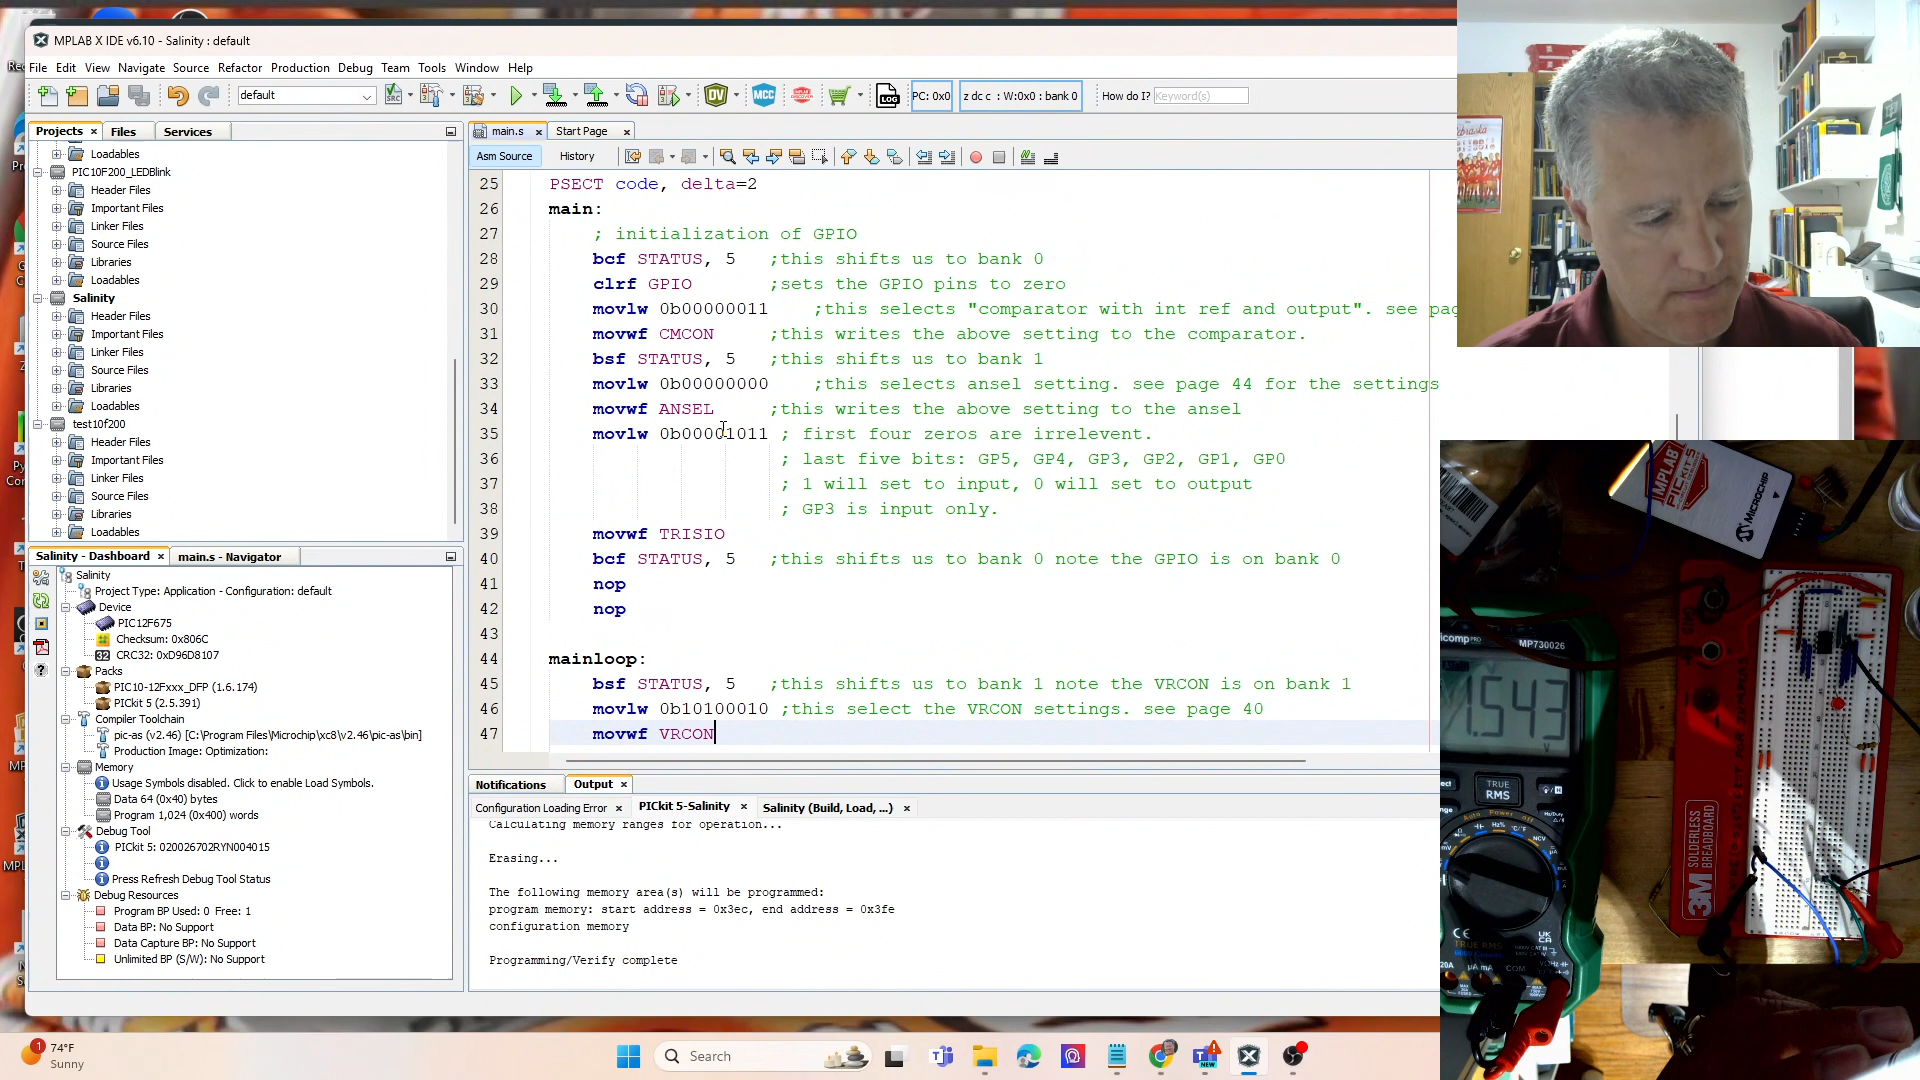 MPLAB X IDE v6.10 - Salinity : default
File Edit View Navigate Source Refactor Production Debug Team Tools Window Help
default
DV
MCC
LOG
PC: 0x0
z dc c : W:0x0 : bank 0
How do I? Keyword(s)
Projects
Files
Services
main.s
Start Page
Asm Source
History
Loadables
PIC10F200_LEDBlink
Header Files
Important Files
Linker Files
Source Files
Libraries
Loadables
Salinity
Header Files
Important Files
Linker Files
Source Files
Libraries
Loadables
test10f200
Header Files
Important Files
Linker Files
Source Files
Libraries
Loadables
25 PSECT code, delta=2
26 main:
27 ; initialization of GPIO
28 bcf STATUS, 5 ;this shifts us to bank 0
29 clrf GPIO ;sets the GPIO pins to zero
30 movlw 0b00000011 ;this selects "comparator with int ref and output". see pag
31 movwf CMCON ;this writes the above setting to the comparator.
32 bsf STATUS, 5 ;this shifts us to bank 1
33 movlw 0b00000000 ;this selects ansel setting. see page 44 for the settings
34 movwf ANSEL ;this writes the above setting to the ansel
35 movlw 0b00001011 ; first four zeros are irrelevent.
36 ; last five bits: GP5, GP4, GP3, GP2, GP1, GP0
37 ; 1 will set to input, 0 will set to output
38 ; GP3 is input only.
39 movwf TRISIO
40 bcf STATUS, 5 ;this shifts us to bank 0 note the GPIO is on bank 0
41 nop
42 nop
43
44 mainloop:
45 bsf STATUS, 5 ;this shifts us to bank 1 note the VRCON is on bank 1
46 movlw 0b10100010 ;this select the VRCON settings. see page 40
47 movwf VRCON
Salinity - Dashboard
main.s - Navigator
Salinity
Project Type: Application - Configuration: default
Device
PIC12F675
Checksum: 0x806C
32 CRC32: 0xD96D8107
Packs
PIC10-12Fxxx_DFP (1.6.174)
PICkit 5 (2.5.391)
Compiler Toolchain
pic-as (v2.46) [C:\Program Files\Microchip\xc8\v2.46\pic-as\bin]
Production Image: Optimization:
Memory
Usage Symbols disabled. Click to enable Load Symbols.
Data 64 (0x40) bytes
Program 1,024 (0x400) words
Debug Tool
PICkit 5: 020026702RYN004015
Press Refresh Debug Tool Status
Debug Resources
Program BP Used: 0 Free: 1
Data BP: No Support
Data Capture BP: No Support
Unlimited BP (S/W): No Support
Notifications
Output
Configuration Loading Error
PICkit 5-Salinity
Salinity (Build, Load, ...)
Calculating memory ranges for operation...
Erasing...
The following memory area(s) will be programmed:
program memory: start address = 0x3ec, end address = 0x3fe
configuration memory
Programming/Verify complete
1
74°F
Sunny
Search
NEW
MPLAB
PICKIT 5
MICROCHIP
MP730026
1.543
V
TRUE
RMS
3M
SOLDERLESS
BREADBOARD
CE
COM
20A